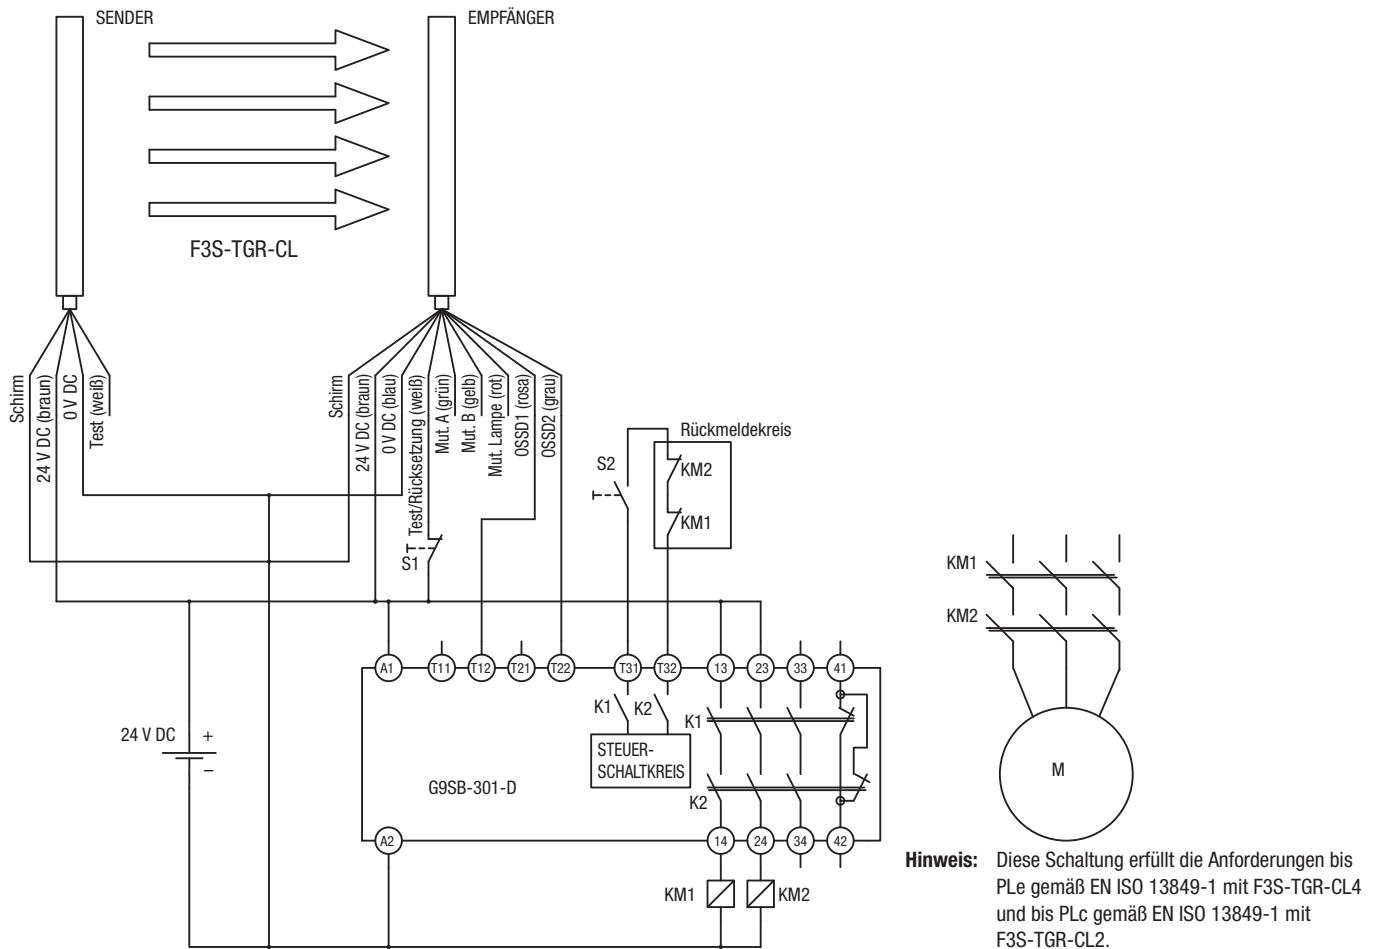 SENDER
EMPFÄNGER
F3S-TGR-CL
Schirm
24 V DC (braun)
0 V DC
Test (weiß)
Schirm
24 V DC (braun)
0 V DC (blau)
Test/Rücksetzung (weiß)
Mut. A (grün)
Mut. B (gelb)
Mut. Lampe (rot)
OSSD1 (rosa)
OSSD2 (grau)
Rückmeldekreis
S2
KM2
KM1
S1
KM1
KM2
A1
T11
T12
T21
T22
T31
T32
13
23
33
41
K1
K2
K1
24 V DC
+
–
STEUER-
SCHALTKREIS
G9SB-301-D
K2
M
A2
14
24
34
42
KM1
KM2
Hinweis: Diese Schaltung erfüllt die Anforderungen bis
PLe gemäß EN ISO 13849-1 mit F3S-TGR-CL4
und bis PLc gemäß EN ISO 13849-1 mit
F3S-TGR-CL2.